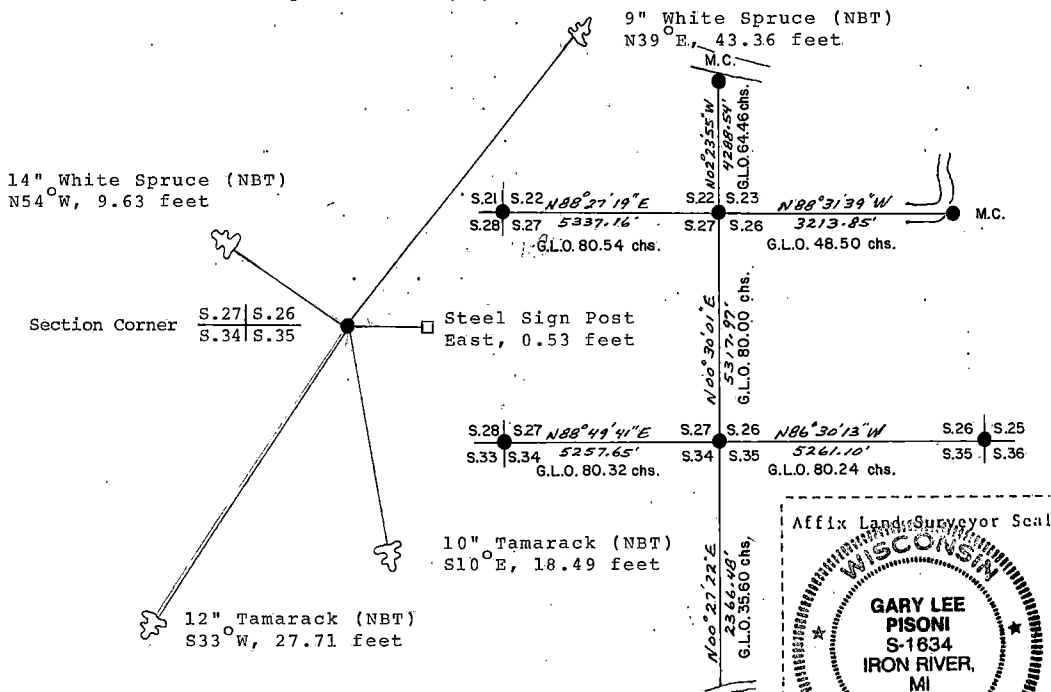 9" White Spruce (NBT)
N39°E, 43.36 feet
M.C.
N02°23'55"W
4288.54'
G.L.O. 64.46 chs.
14" White Spruce (NBT)
N54°W, 9.63 feet
S.21 S.22
S.28 S.27
N88°27'19"E
5337.16'
G.L.O. 80.54 chs.
S.22 S.23
S.27 S.26
N88°31'39"W
3213.85'
G.L.O. 48.50 chs.
M.C.
Section Corner
S.27 S.26
S.34 S.35
Steel Sign Post
East, 0.53 feet
N00°30'01"E
5317.97'
G.L.O. 80.00 chs.
S.28 S.27
S.33 S.34
N88°49'41"E
5257.65'
G.L.O. 80.32 chs.
S.27 S.26
S.34 S.35
N86°30'13"W
5261.10'
G.L.O. 80.24 chs.
S.26 S.25
S.35 S.36
10" Tamarack (NBT)
S10°E, 18.49 feet
12" Tamarack (NBT)
S33°W, 27.71 feet
N00°27'22"E
2366.48'
G.L.O. 35.60 chs,
Affix Land Surveyor Seal
WISCONSIN
GARY LEE
PISONI
S-1634
IRON RIVER,
MI